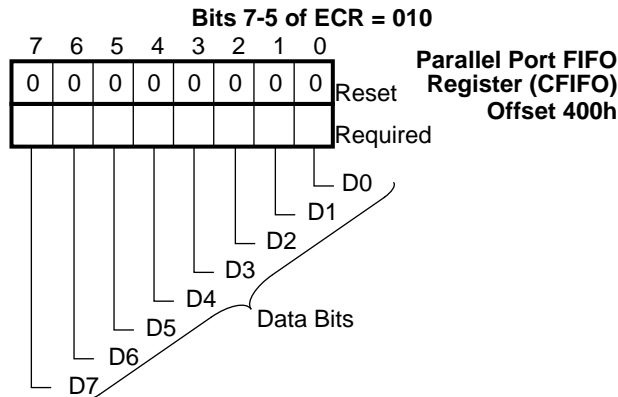 Bits 7-5 of ECR = 010
7 6 5 4 3 2 1 0
Parallel Port FIFO
Register (CFIFO)
Offset 400h
0 0 0 0 0 0 0 0 Reset
Required
D0
D1
D2
D3
D4
Data Bits
D5
D6
D7